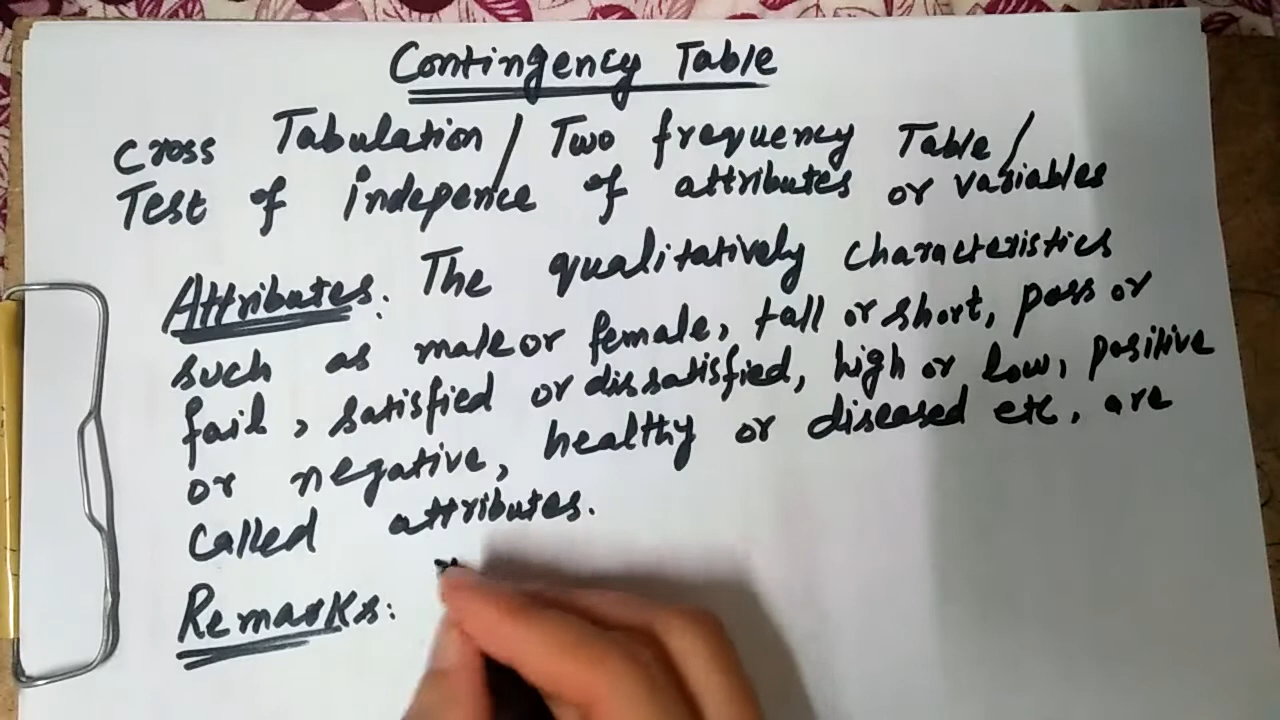 Contingency Table
Cross Tabulation / Two frequency Table /
Test of indepence of attributes or variables
Attributes: The qualitatively characteristics
such as male or female, tall or short, pass or
fail, satisfied or dissatisfied, high or low, positive
or negative, healthy or diseased etc, are
called attributes.
Remarks: